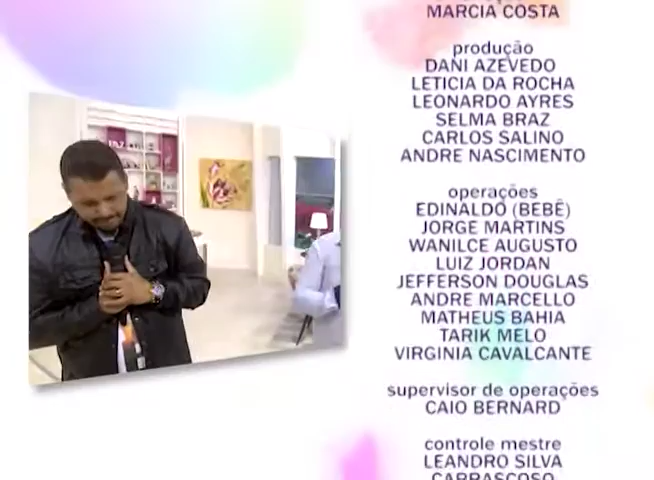 MARCIA COSTA
produção
DANI AZEVEDO
LETICIA DA ROCHA
LEONARDO AYRES
SELMA BRAZ
CARLOS SALINO
ANDRE NASCIMENTO
operações
EDINALDO (BEBÊ)
JORGE MARTINS
WANILCE AUGUSTO
LUIZ JORDAN
JEFFERSON DOUGLAS
ANDRE MARCELLO
MATHEUS BAHIA
TARIK MELO
VIRGINIA CAVALCANTE
supervisor de operações
CAIO BERNARD
controle mestre
LEANDRO SILVA
CARRASCOSO